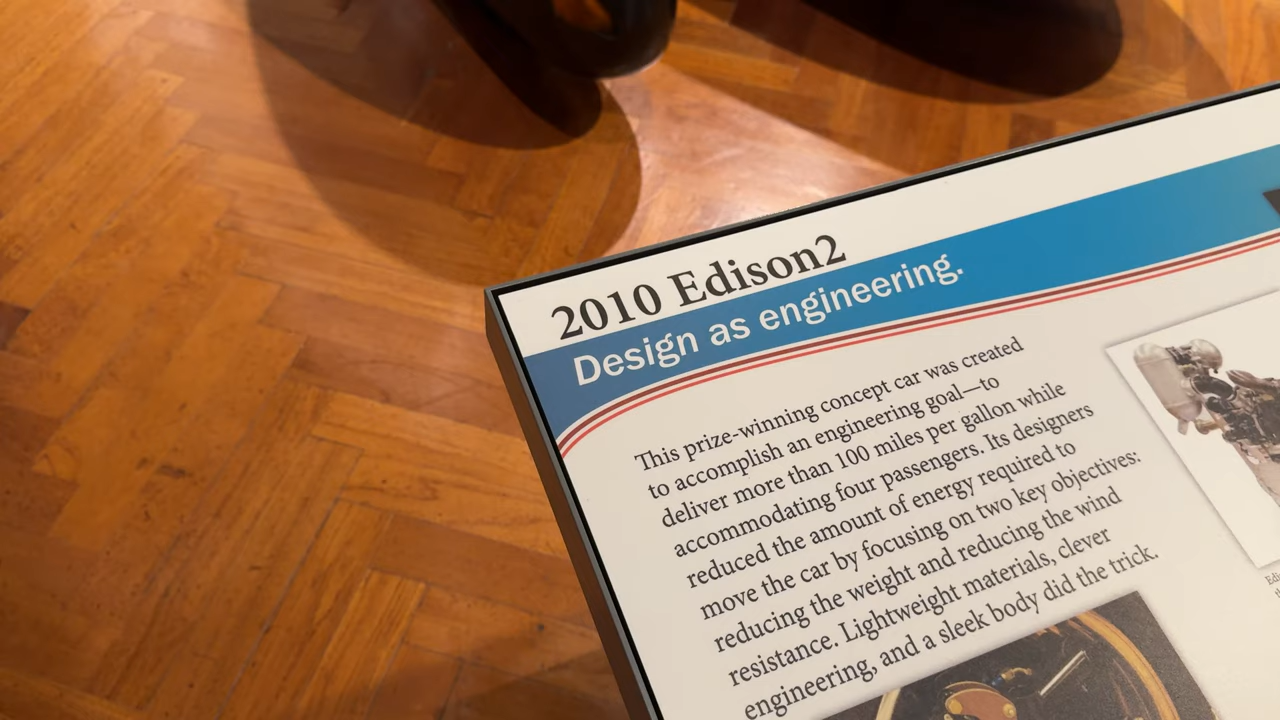 2010 Edison2
Design as engineering.
This prize-winning concept car was created
to accomplish an engineering goal—to
deliver more than 100 miles per gallon while
accommodating four passengers. Its designers
reduced the amount of energy required to
move the car by focusing on two key objectives:
reducing the weight and reducing the wind
resistance. Lightweight materials, clever
engineering, and a sleek body did the trick.